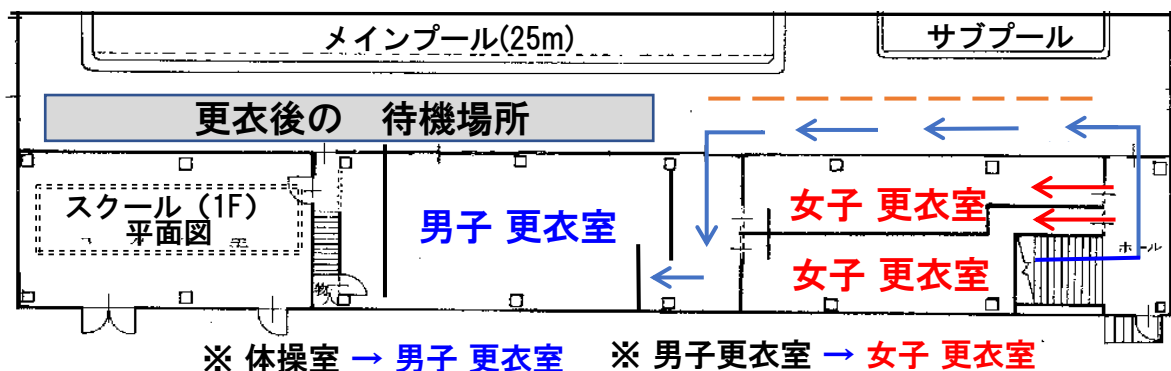 メインプール(25m)
サブプール
更衣後の 待機場所
スクール（1F）
平面図
男子 更衣室
女子 更衣室
女子 更衣室
ホール
物入
※ 体操室 → 男子 更衣室 ※ 男子更衣室 → 女子 更衣室